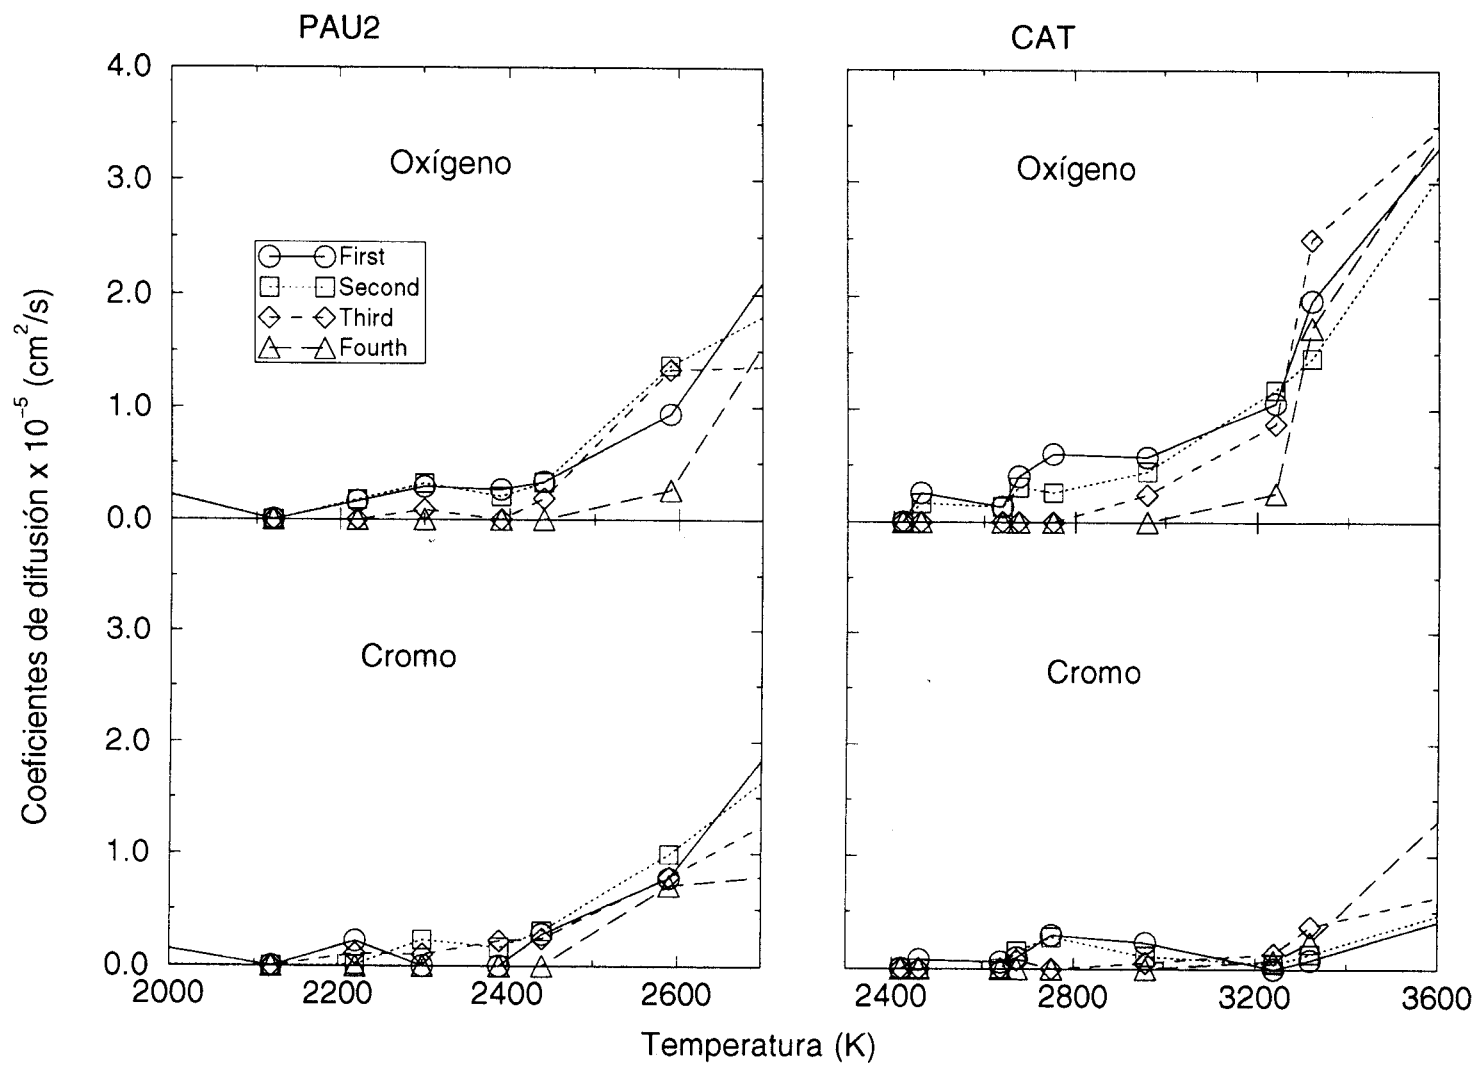 PAU2
CAT
4.0
3.0
2.0
1.0
0.0
Oxígeno
First
Second
Third
Fourth
Oxígeno
3.0
2.0
1.0
0.0
Cromo
Cromo
2000
2200
2400
2600
2400
2800
3200
3600
Coeficientes de difusión x 10⁻⁵ (cm²/s)
Temperatura (K)